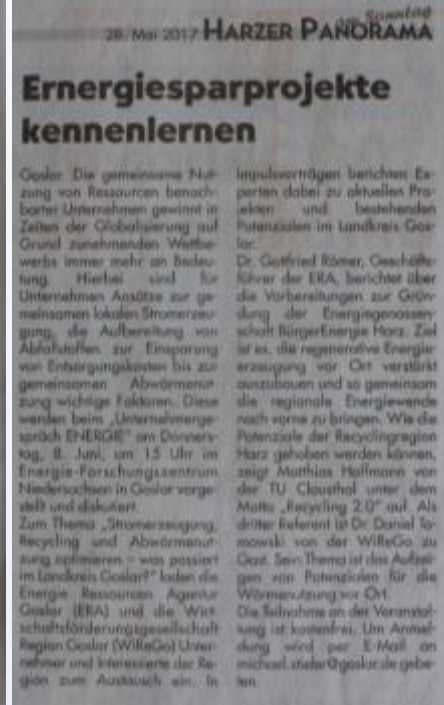 Sonntag
28. Mai 2017 HARZER PANORAMA
Ernergiesparprojekte
kennenlernen
Goslar. Die gemeinsame Nut-
zung von Ressourcen benach-
barter Unternehmen gewinnt in
Zeiten der Globalisierung auf
Grund zunehmenden Wettbe-
werbs immer mehr an Bedeu-
tung. Hierbei sind für
Unternehmen Ansätze zur ge-
meinsamen lokalen Stromerzeu-
gung, die Aufbereitung von
Abfallstoffen zur Einsparung
von Entsorgungskosten bis zur
gemeinsamen Abwärmenut-
zung wichtige Faktoren. Diese
werden beim „Unternehmerge-
spräch ENERGIE" am Donners-
tag, 8. Juni, um 15 Uhr im
Energie-Forschungszentrum
Niedersachsen in Goslar vorge-
stellt und diskutiert.
Zum Thema „Stromerzeugung,
Recycling und Abwärmenut-
zung optimieren – was passiert
im Landkreis Goslar?" laden die
Energie Ressourcen Agentur
Goslar (ERA) und die Wirt-
schaftsförderungsgesellschaft
Region Goslar (WiReGo) Unter-
nehmer und Interessierte der Re-
gion zum Austausch ein. In
Impulsvorträgen berichten Ex-
perten dabei zu aktuellen Pro-
jekten und bestehenden
Potenzialen im Landkreis Gos-
lar.
Dr. Gottfried Römer, Geschäfts-
führer der ERA, berichtet über
die Vorbereitungen zur Grün-
dung der Energiegenossen-
schaft BürgerEnergie Harz. Ziel
ist es, die regenerative Energie-
erzeugung vor Ort verstärkt
auszubauen und so gemeinsam
die regionale Energiewende
nach vorne zu bringen. Wie die
Potenziale der Recyclingregion
Harz gehoben werden können,
zeigt Matthias Hoffmann von
der TU Clausthal unter dem
Motto „Recycling 2.0" auf. Als
dritter Referent ist Dr. Daniel To-
mowski von der WiReGo zu
Gast. Sein Thema ist das Aufzei-
gen von Potenzialen für die
Wärmenutzung vor Ort.
Die Teilnahme an der Veranstal-
tung ist kostenfrei. Um Anmel-
dung wird per E-Mail an
michael.stieler@goslar.de gebe-
ten.